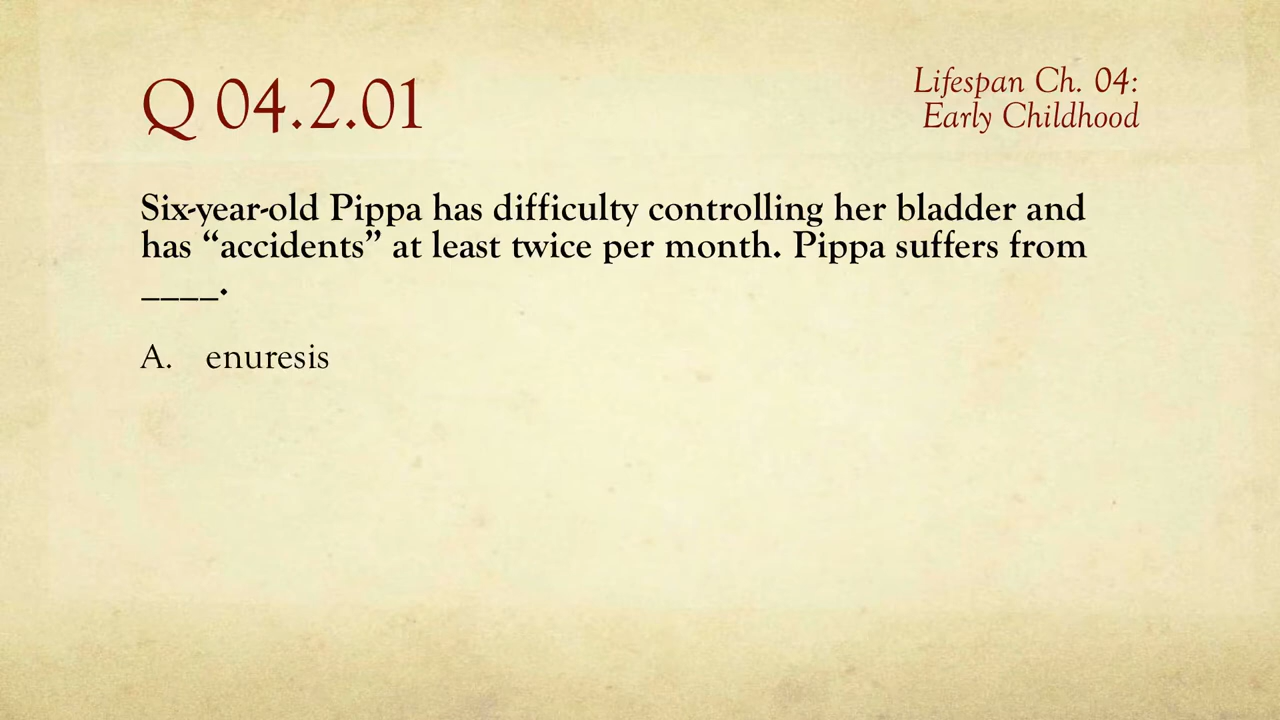 Q 04.2.01
Lifespan Ch. 04:
Early Childhood
Six-year-old Pippa has difficulty controlling her bladder and
has “accidents” at least twice per month. Pippa suffers from
____.
A. enuresis